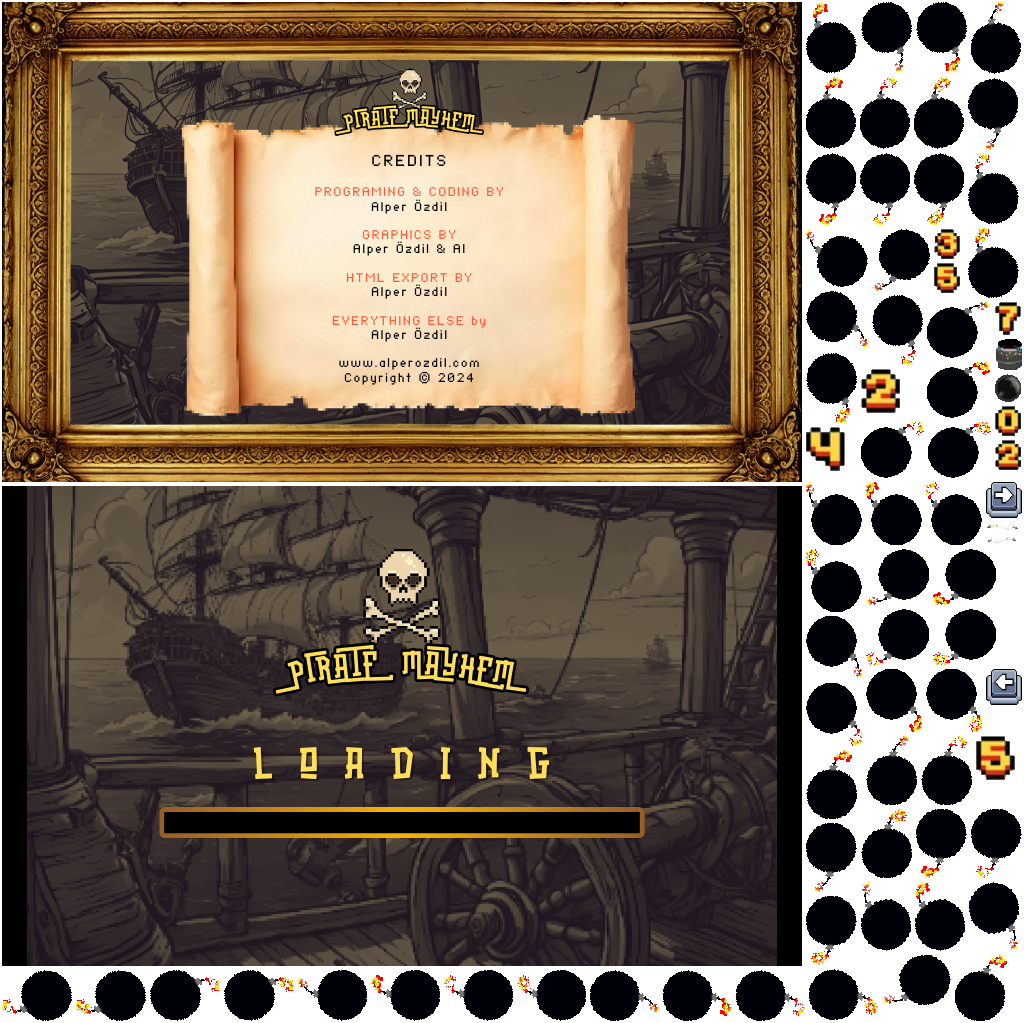 PIRATE MAYHEM
CREDITS
PROGRAMING & CODING BY
Alper Özdil
GRAPHICS BY
Alper Özdil & AI
HTML EXPORT BY
Alper Özdil
EVERYTHING ELSE by
Alper Özdil
www.alperozdil.com
Copyright © 2024
3
5
7
2
0
4
2
PIRATE MAYHEM
LOADING
5